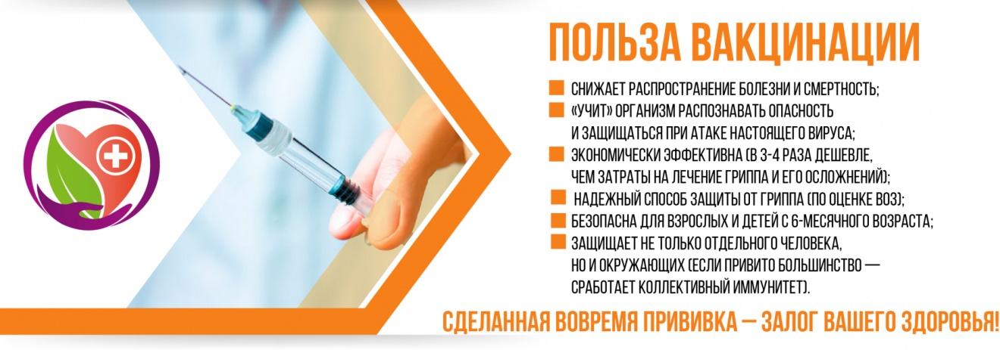 ПОЛЬЗА ВАКЦИНАЦИИ
СНИЖАЕТ РАСПРОСТРАНЕНИЕ БОЛЕЗНИ И СМЕРТНОСТЬ;
«УЧИТ» ОРГАНИЗМ РАСПОЗНАВАТЬ ОПАСНОСТЬ
И ЗАЩИЩАТЬСЯ ПРИ АТАКЕ НАСТОЯЩЕГО ВИРУСА;
ЭКОНОМИЧЕСКИ ЭФФЕКТИВНА (В 3-4 РАЗА ДЕШЕВЛЕ,
ЧЕМ ЗАТРАТЫ НА ЛЕЧЕНИЕ ГРИППА И ЕГО ОСЛОЖНЕНИЙ);
НАДЕЖНЫЙ СПОСОБ ЗАЩИТЫ ОТ ГРИППА (ПО ОЦЕНКЕ ВОЗ);
БЕЗОПАСНА ДЛЯ ВЗРОСЛЫХ И ДЕТЕЙ С 6-МЕСЯЧНОГО ВОЗРАСТА;
ЗАЩИЩАЕТ НЕ ТОЛЬКО ОТДЕЛЬНОГО ЧЕЛОВЕКА,
НО И ОКРУЖАЮЩИХ (ЕСЛИ ПРИВИТО БОЛЬШИНСТВО —
СРАБОТАЕТ КОЛЛЕКТИВНЫЙ ИММУНИТЕТ).
СДЕЛАННАЯ ВОВРЕМЯ ПРИВИВКА – ЗАЛОГ ВАШЕГО ЗДОРОВЬЯ!